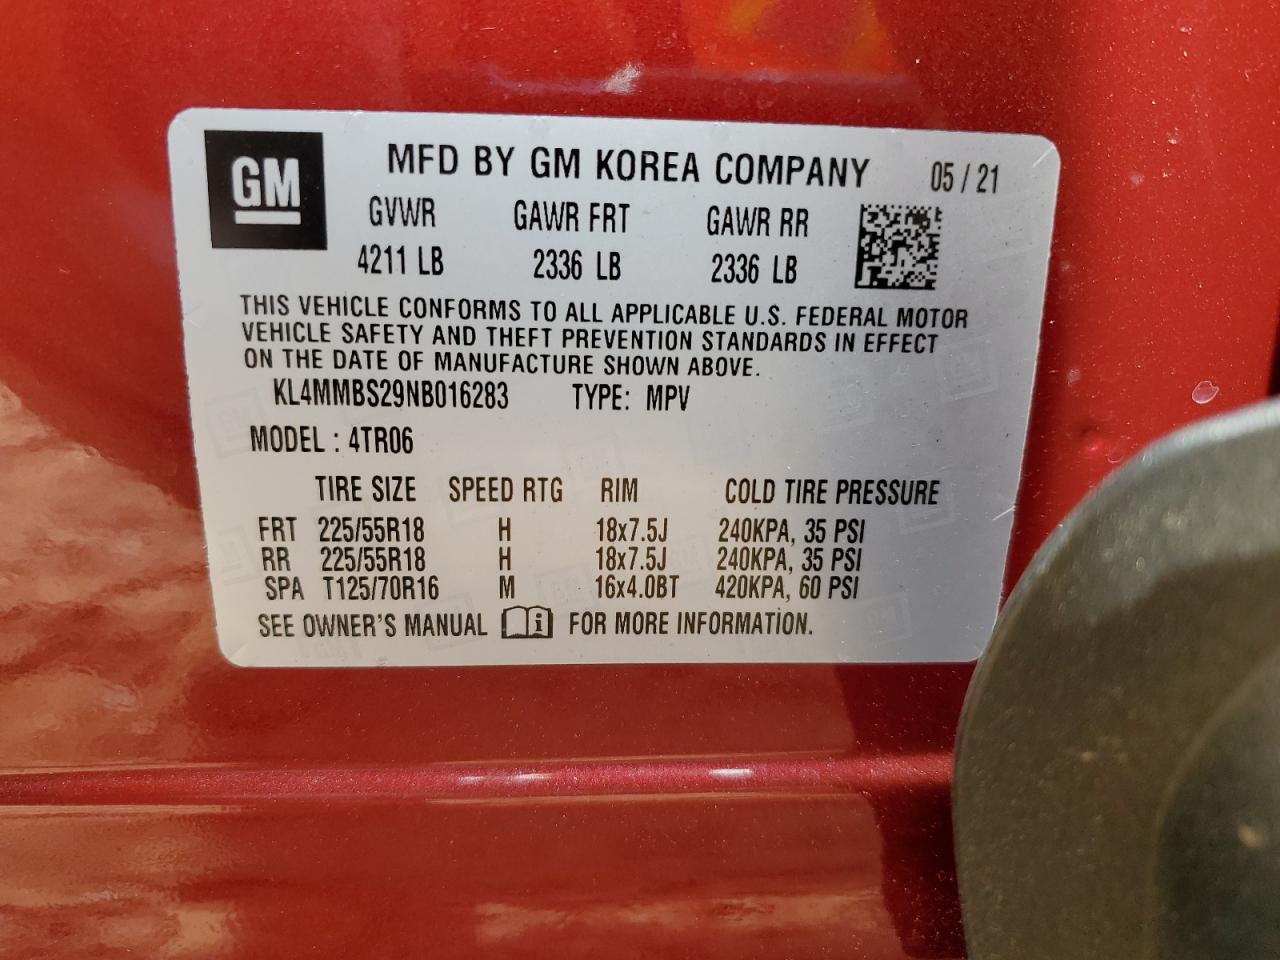 GM
MFD BY GM KOREA COMPANY 05 / 21
GVWR GAWR FRT GAWR RR
4211 LB 2336 LB 2336 LB
THIS VEHICLE CONFORMS TO ALL APPLICABLE U.S. FEDERAL MOTOR
VEHICLE SAFETY AND THEFT PREVENTION STANDARDS IN EFFECT
ON THE DATE OF MANUFACTURE SHOWN ABOVE.
KL4MMBS29NB016283 TYPE: MPV
MODEL : 4TR06
TIRE SIZE SPEED RTG RIM COLD TIRE PRESSURE
FRT 225/55R18 H 18x7.5J 240KPA, 35 PSI
RR 225/55R18 H 18x7.5J 240KPA, 35 PSI
SPA T125/70R16 M 16x4.0BT 420KPA, 60 PSI
SEE OWNER'S MANUAL i FOR MORE INFORMATION.